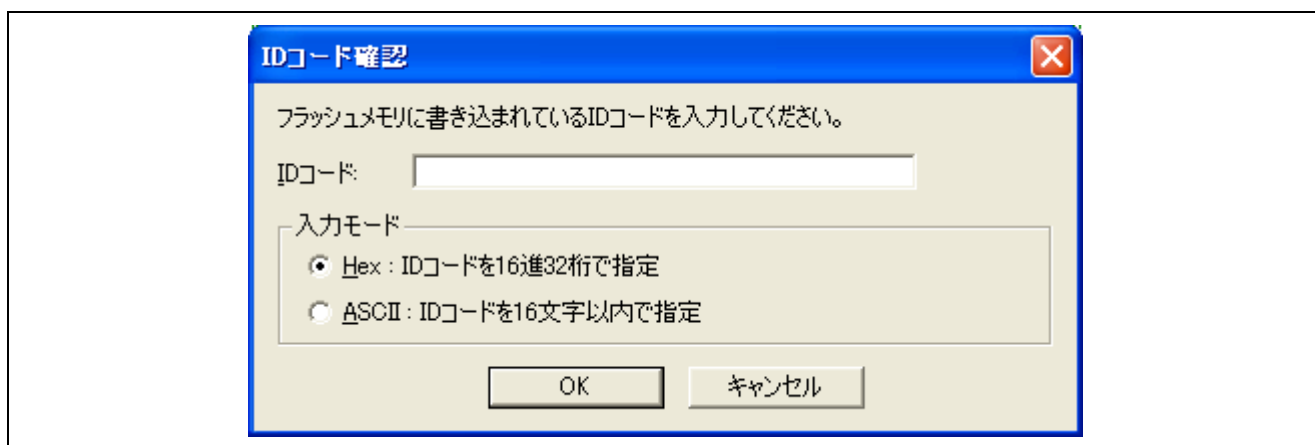 IDコード確認
フラッシュメモリに書き込まれているIDコードを入力してください。
IDコード:
入力モード
Hex : IDコードを16進32桁で指定
ASCII : IDコードを16文字以内で指定
OK キャンセル